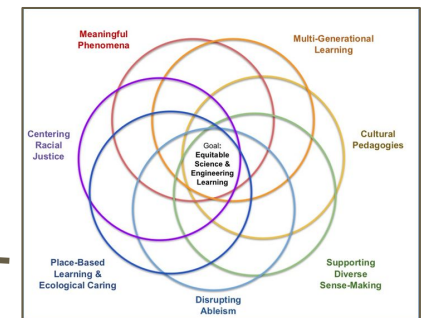 Meaningful
Phenomena
Multi-Generational
Learning
Centering
Racial
Justice
Goal:
Equitable
Science &
Engineering
Learning
Cultural
Pedagogies
Place-Based
Learning &
Ecological Caring
Supporting
Diverse
Sense-Making
Disrupting
Ableism